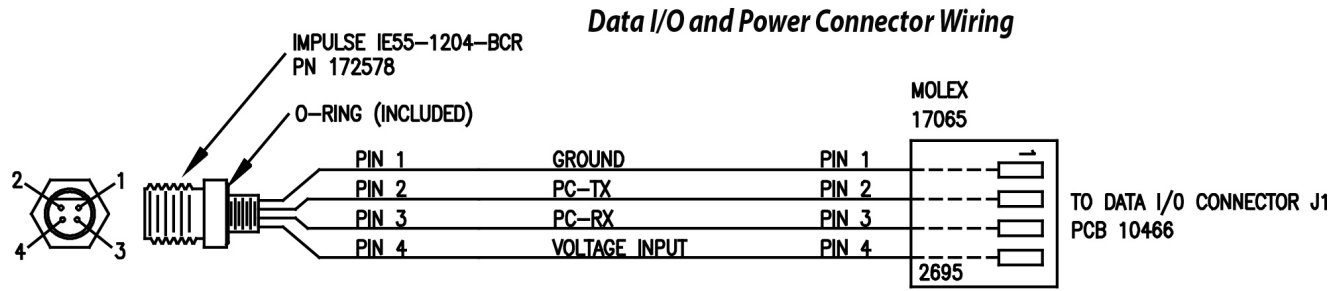 Data I/O and Power Connector Wiring
IMPULSE IE55-1204-BCR
PN 172578
O-RING (INCLUDED)
MOLEX
17065
2 1
4 3
PIN 1 GROUND PIN 1
PIN 2 PC-TX PIN 2
PIN 3 PC-RX PIN 3
PIN 4 VOLTAGE INPUT PIN 4
1
2695
TO DATA I/O CONNECTOR J1
PCB 10466